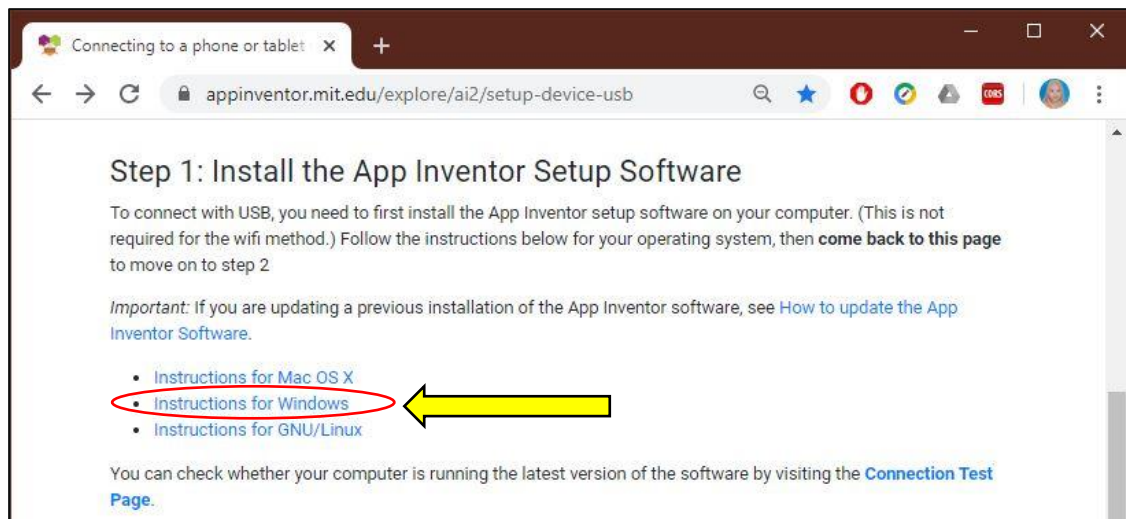 Connecting to a phone or tablet
appinventor.mit.edu/explore/ai2/setup-device-usb
CORS
Step 1: Install the App Inventor Setup Software
To connect with USB, you need to first install the App Inventor setup software on your computer. (This is not
required for the wifi method.) Follow the instructions below for your operating system, then come back to this page
to move on to step 2
Important: If you are updating a previous installation of the App Inventor software, see How to update the App
Inventor Software.
• Instructions for Mac OS X
• Instructions for Windows
• Instructions for GNU/Linux
You can check whether your computer is running the latest version of the software by visiting the Connection Test
Page.